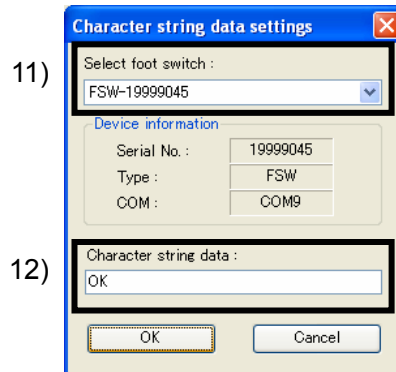 Character string data settings
11)
Select foot switch :
FSW-19999045
Device information
Serial No. : 19999045
Type : FSW
COM : COM9
12)
Character string data :
OK
OK Cancel